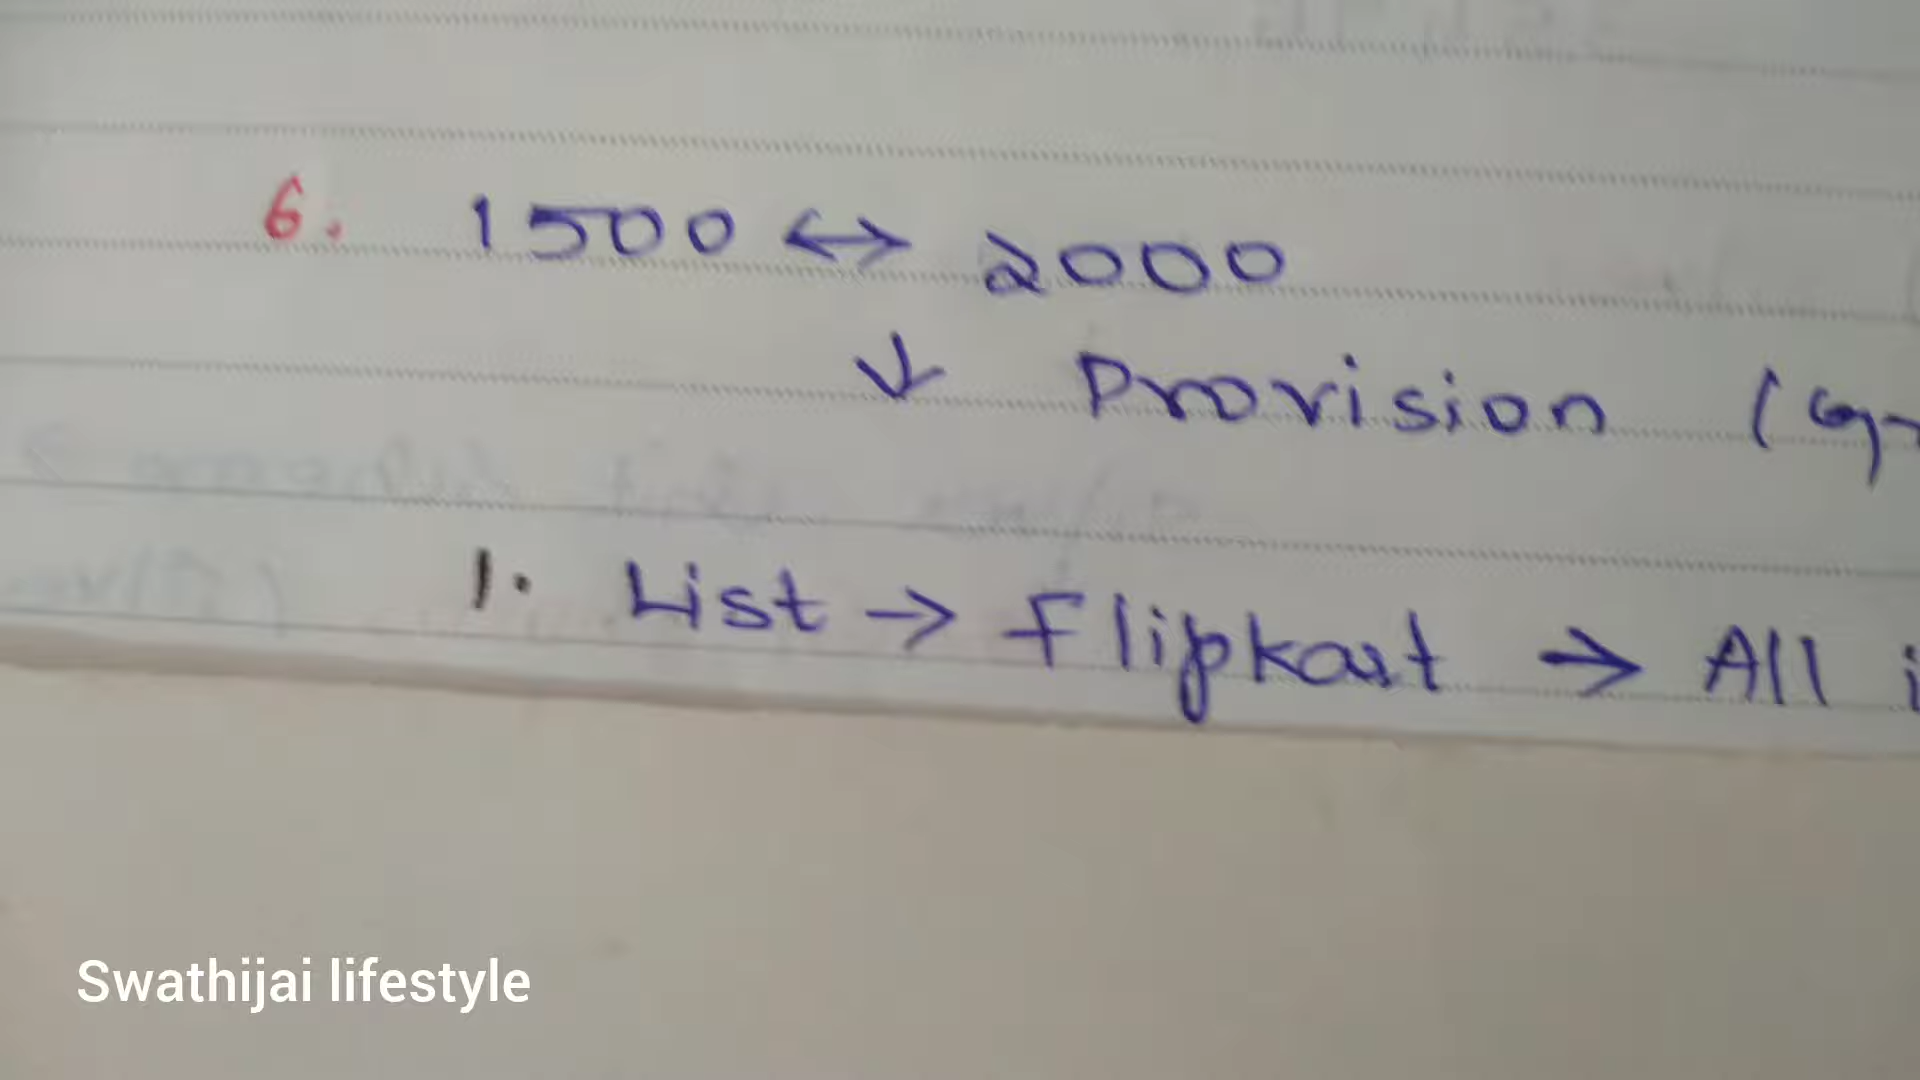 6. 1500 ↔ 2000
↓ Provision
1. List → Flipkart → All
Swathijai lifestyle